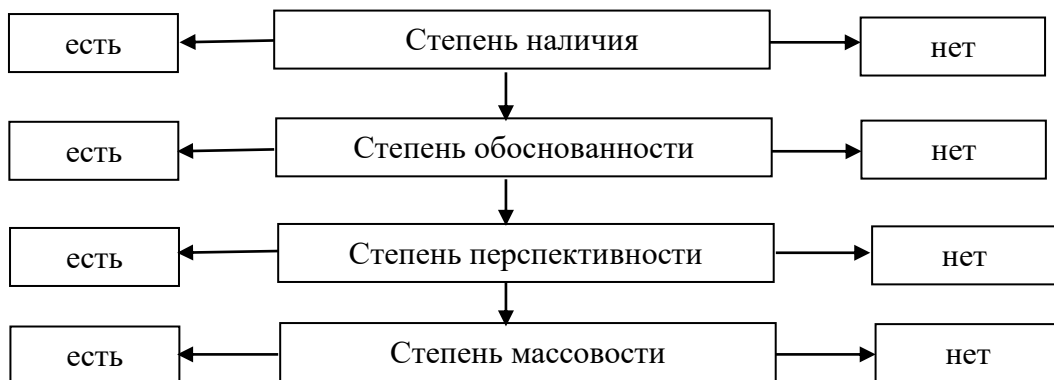 есть Степень наличия нет
есть Степень обоснованности нет
есть Степень перспективности нет
есть Степень массовости нет